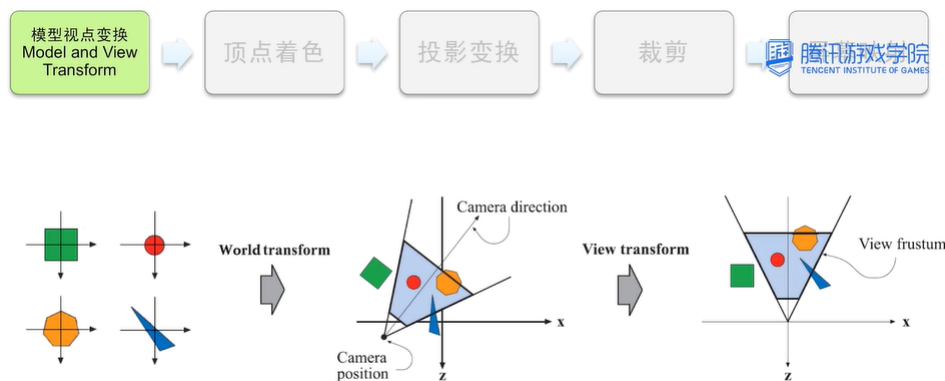 模型视点变换
Model and View
Transform
顶点着色
投影变换
裁剪
腾讯游戏学院
TENCENT INSTITUTE OF GAMES
World transform
Camera direction
x
z
Camera
position
View transform
View frustum
x
z